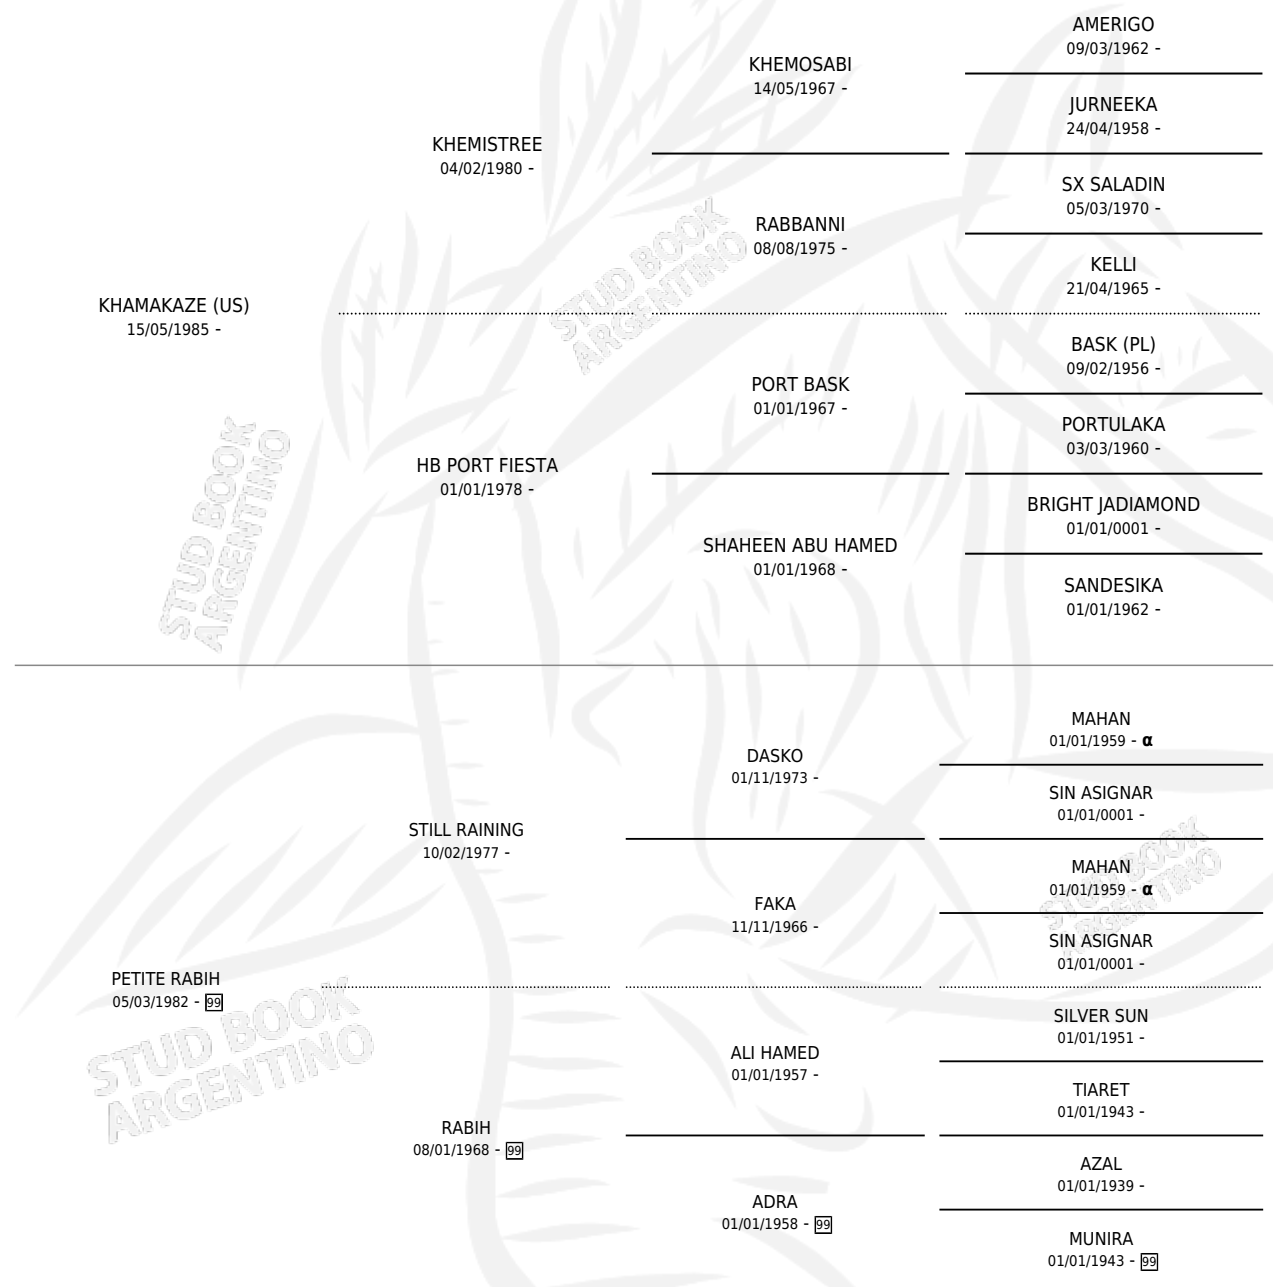 AMERIGO
09/03/1962 -
KHEMOSABI
14/05/1967 -
JURNEEKA
24/04/1958 -
KHEMISTREE
04/02/1980 -
SX SALADIN
05/03/1970 -
RABBANNI
08/08/1975 -
KELLI
21/04/1965 -
KHAMAKAZE (US)
15/05/1985 -
BASK (PL)
09/02/1956 -
PORT BASK
01/01/1967 -
PORTULAKA
03/03/1960 -
HB PORT FIESTA
01/01/1978 -
BRIGHT JADIAMOND
01/01/0001 -
SHAHEEN ABU HAMED
01/01/1968 -
SANDESIKA
01/01/1962 -
MAHAN
01/01/1959 - α
DASKO
01/11/1973 -
SIN ASIGNAR
01/01/0001 -
STILL RAINING
10/02/1977 -
MAHAN
01/01/1959 - α
FAKA
11/11/1966 -
SIN ASIGNAR
01/01/0001 -
PETITE RABIH
05/03/1982 - 99
SILVER SUN
01/01/1951 -
ALI HAMED
01/01/1957 -
TIARET
01/01/1943 -
RABIH
08/01/1968 - 99
AZAL
01/01/1939 -
ADRA
01/01/1958 - 99
MUNIRA
01/01/1943 - 99
STUD BOOK
ARGENTINO
STUD BOOK
ARGENTINO
STUD BOOK
ARGENTINO
STUD BOOK
ARGENTINO